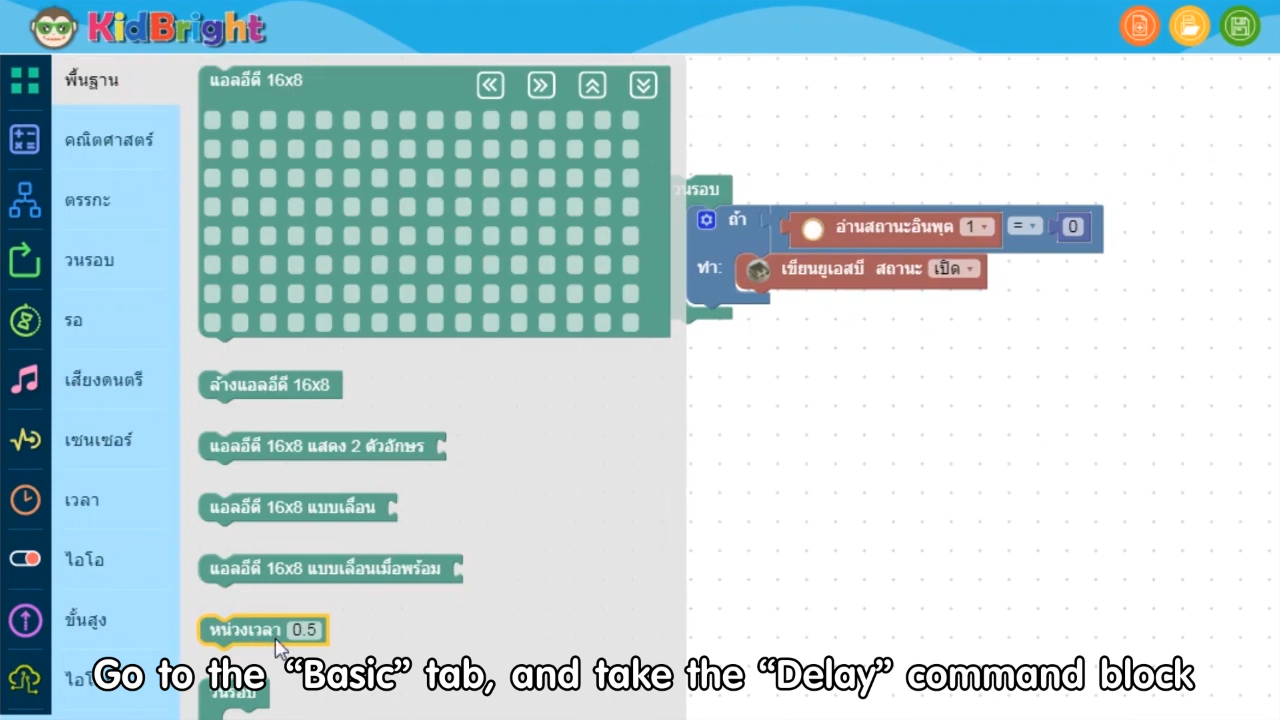 KidBright
พื้นฐาน
คณิตศาสตร์
ตรรกะ
วนรอบ
รอ
เสียงดนตรี
เซนเซอร์
เวลา
ไอโอ
ขั้นสูง
แอลอีดี 16x8
ล้างแอลอีดี 16x8
แอลอีดี 16x8 แสดง 2 ตัวอักษร
แอลอีดี 16x8 แบบเลื่อน
แอลอีดี 16x8 แบบเลื่อนเมื่อพร้อม
หน่วงเวลา 0.5
วนรอบ
วนรอบ
ถ้า อ่านสถานะอินพุต 1 = 0
ทำ: เขียนยูเอสบี สถานะ เปิด
Go to the “Basic” tab, and take the “Delay” command block